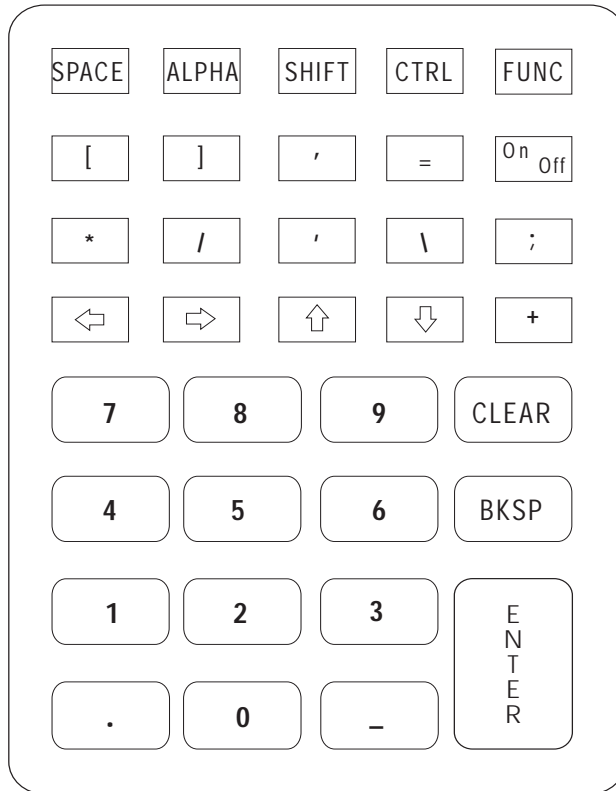 SPACE ALPHA SHIFT CTRL FUNC
[ ] ′ = On Off
* / ′ \ ;
+
7 8 9 CLEAR
4 5 6 BKSP
1 2 3
. 0 _
ENTER